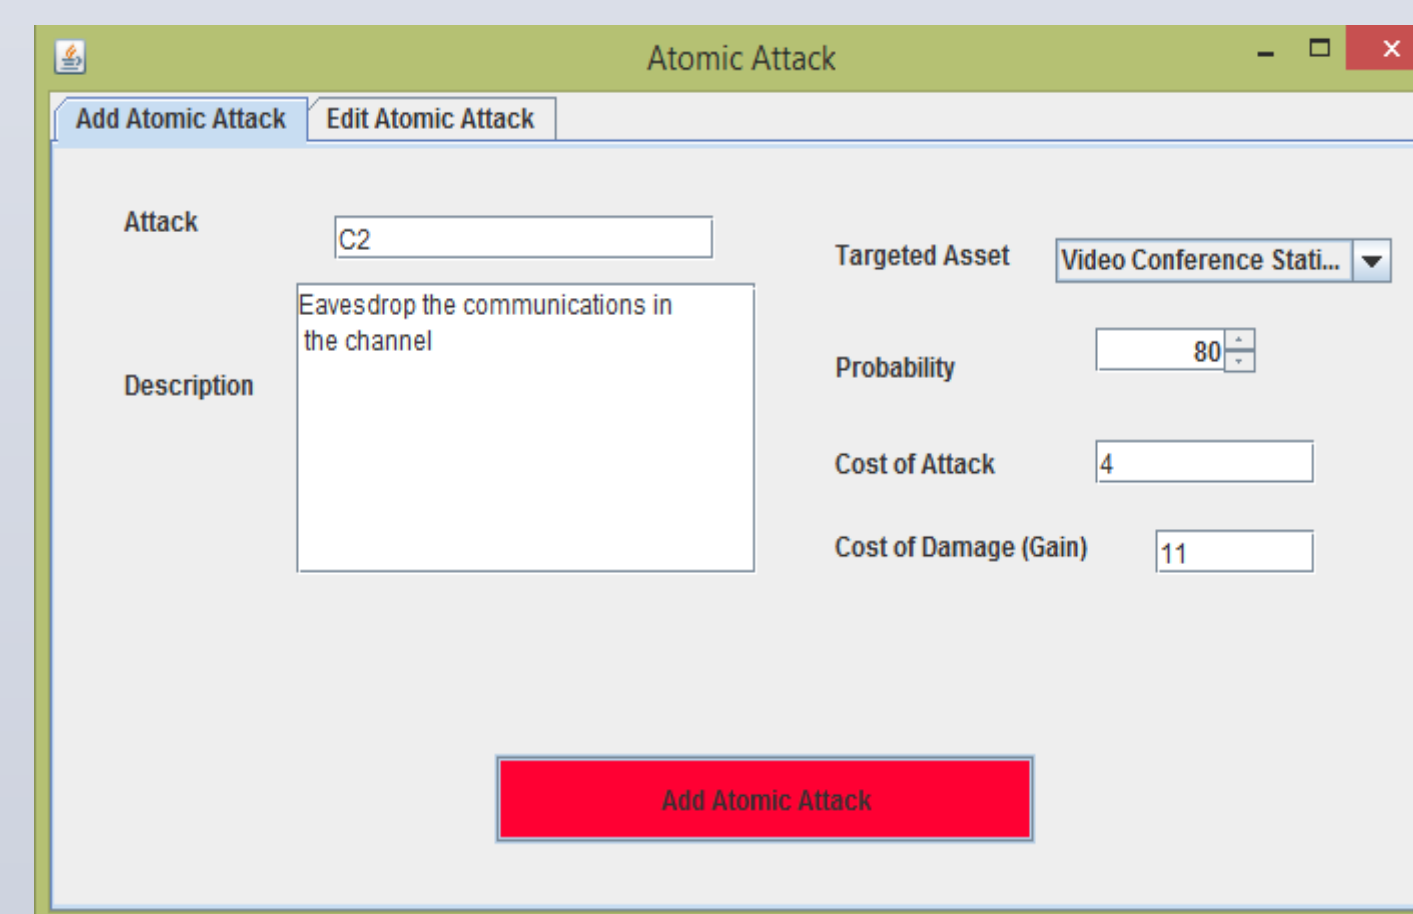 Atomic Attack
Add Atomic Attack
Edit Atomic Attack
Attack
C2
Targeted Asset
Video Conference Stati...
Eavesdrop the communications in
the channel
Description
Probability
80
Cost of Attack
4
Cost of Damage (Gain)
11
Add Atomic Attack